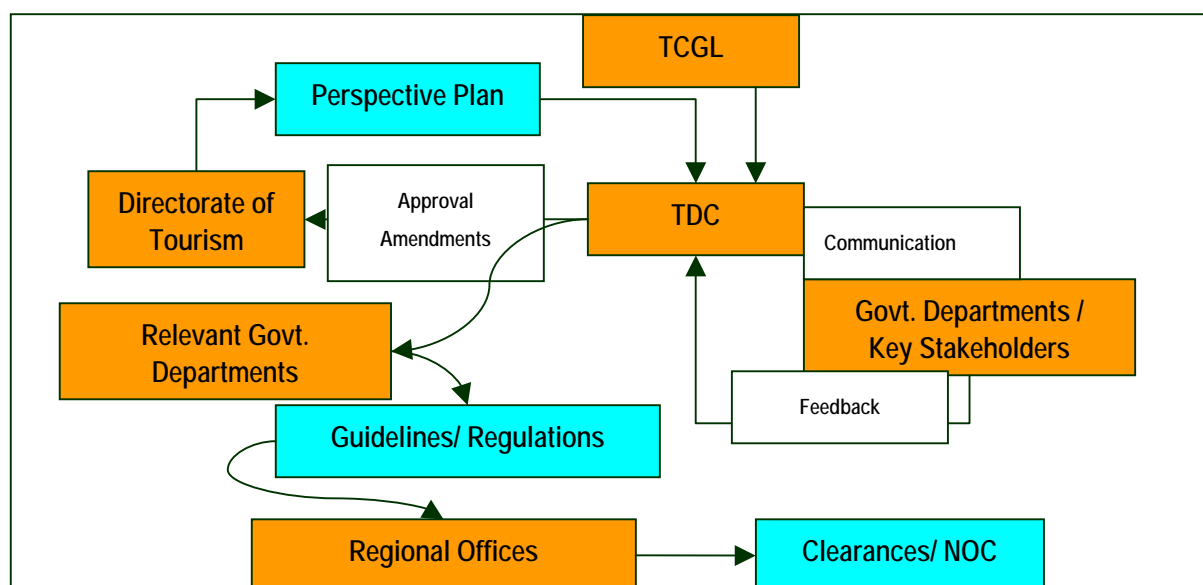 TCGL
Perspective Plan
Directorate of
Tourism
Approval
Amendments
TDC
Communication
Relevant Govt.
Departments
Govt. Departments /
Key Stakeholders
Feedback
Guidelines/ Regulations
Regional Offices
Clearances/ NOC